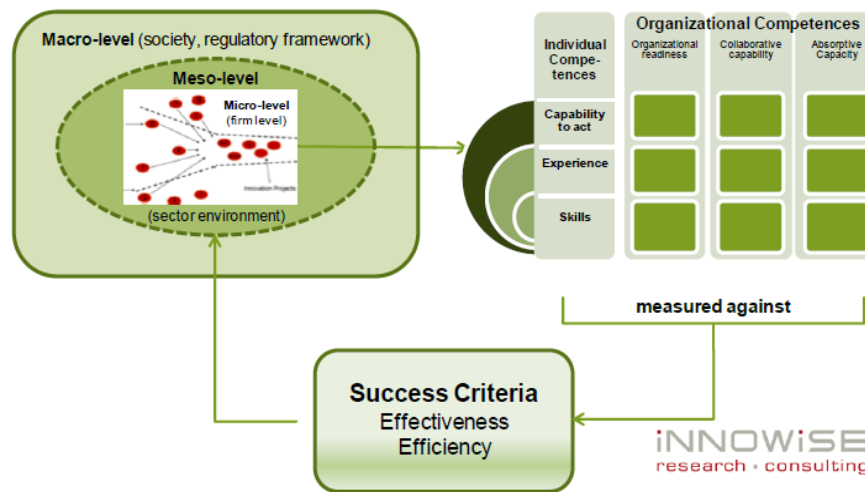 Macro-level (society, regulatory framework)
Meso-level
Micro-level
(firm level)
Innovation Projects
(sector environment)
Organizational Competences
Individual
Compe-
tences
Organizational
readiness
Collaborative
capability
Absorptive
Capacity
Capability
to act
Experience
Skills
measured against
Success Criteria
Effectiveness
Efficiency
iNNOWiSE
research · consulting